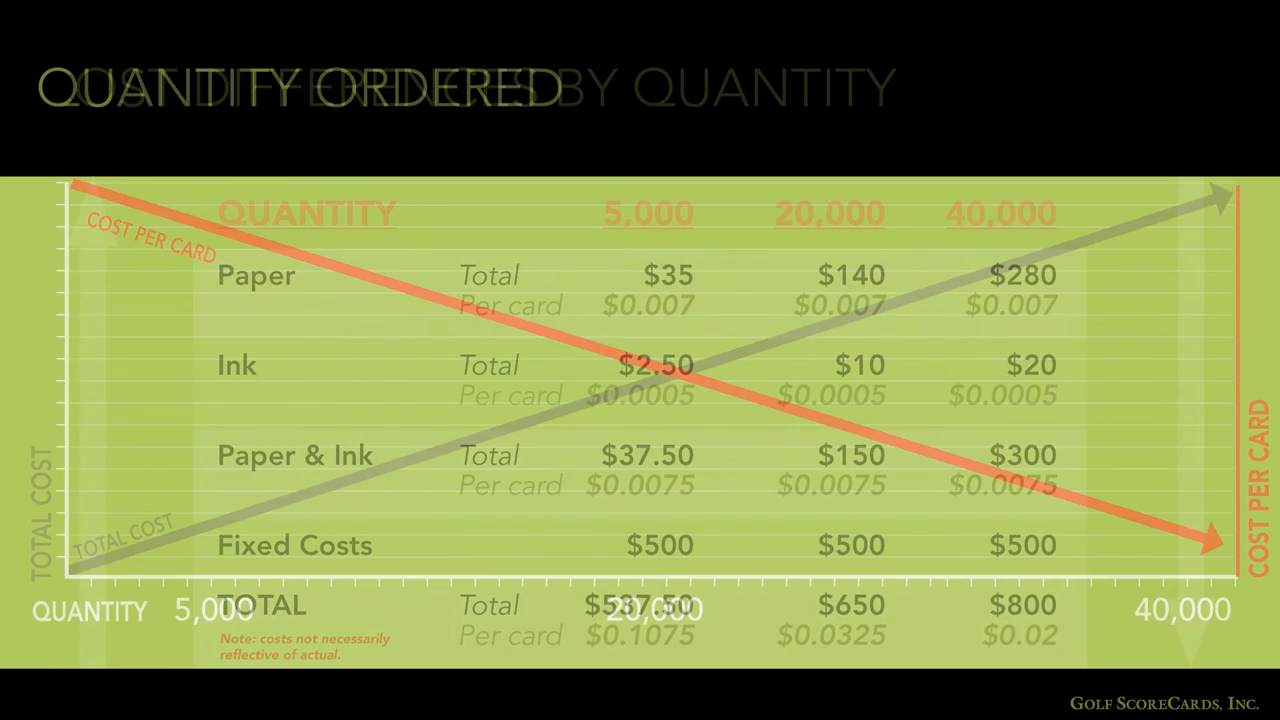 QUANTITY ORDERED
COST DIFFERENCES BY QUANTITY
QUANTITY 5,000 20,000 40,000
COST PER CARD
Paper Total $35 $140 $280
Per card $0.007 $0.007 $0.007
Ink Total $2.50 $10 $20
Per card $0.0005 $0.0005 $0.0005
Paper & Ink Total $37.50 $150 $300
Per card $0.0075 $0.0075 $0.0075
TOTAL COST
COST PER CARD
TOTAL COST
Fixed Costs $500 $500 $500
QUANTITY 5,000 20,000 40,000
TOTAL Total $537.50 $650 $800
Per card $0.1075 $0.0325 $0.02
Note: costs not necessarily
reflective of actual.
GOLF SCORECARDS, INC.